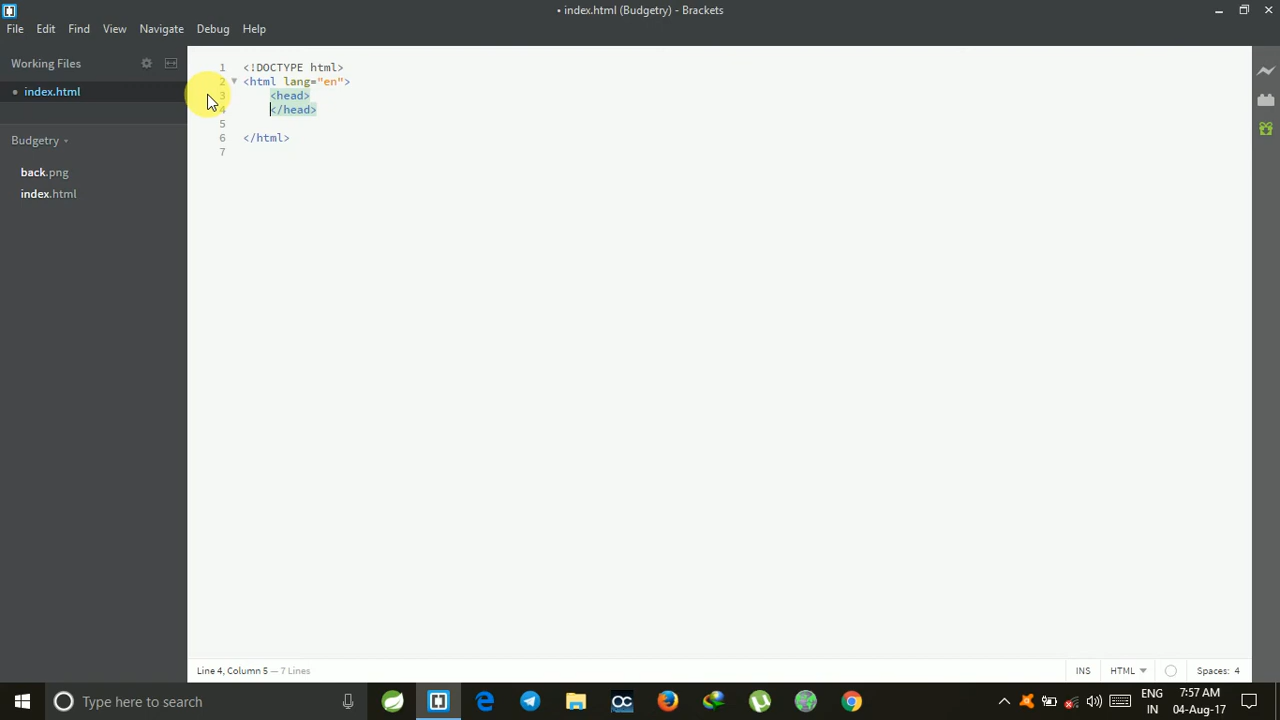 • index.html (Budgetry) - Brackets
File Edit Find View Navigate Debug Help
Working Files
• index.html
Budgetry
back.png
index.html
1 <!DOCTYPE html>
2 <html lang="en">
3 <head>
4 </head>
5
6 </html>
7
Line 4, Column 5 — 7 Lines
INS HTML Spaces: 4
Type here to search
ENG
IN
7:57 AM
04-Aug-17